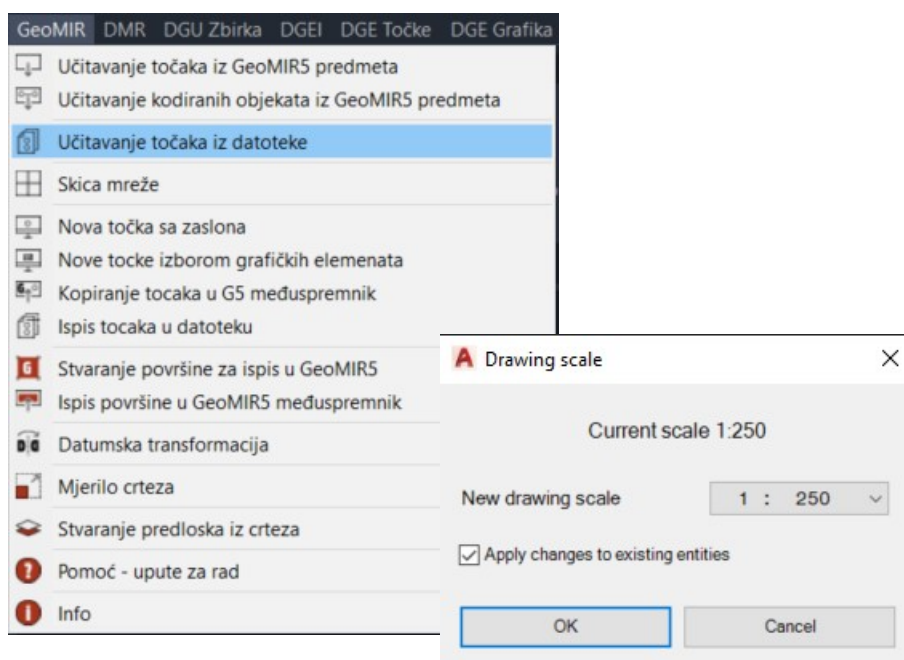 GeoMIR DMR DGU Zbirka DGEI DGE Točke DGE Grafika
Učitavanje točaka iz GeoMIR5 predmeta
Učitavanje kodiranih objekata iz GeoMIR5 predmeta
Učitavanje točaka iz datoteke
Skica mreže
Nova točka sa zaslona
Nove tocke izborom grafičkih elemenata
Kopiranje tocaka u G5 međuspremnik
Ispis tocaka u datoteku
Stvaranje površine za ispis u GeoMIR5
Ispis površine u GeoMIR5 međuspremnik
Datumska transformacija
Mjerilo crteza
Stvaranje predloska iz crteza
Pomoć - upute za rad
Info
Drawing scale
Current scale 1:250
New drawing scale 1 : 250
Apply changes to existing entities
OK Cancel